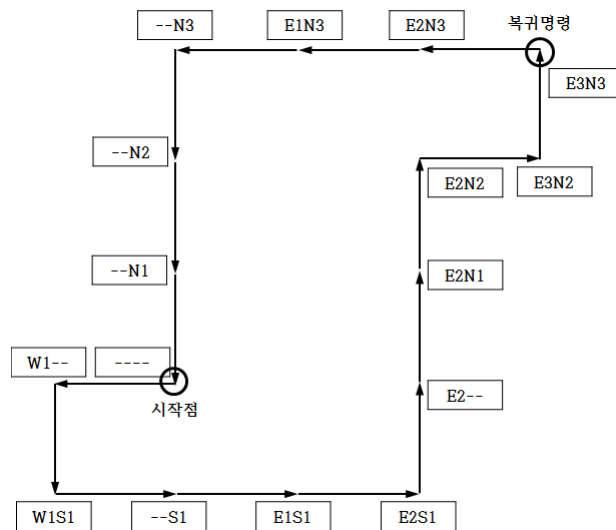 --N3
E1N3
E2N3
복귀명령
E3N3
--N2
E2N2
E3N2
--N1
E2N1
W1--
----
시작점
E2--
W1S1
--S1
E1S1
E2S1